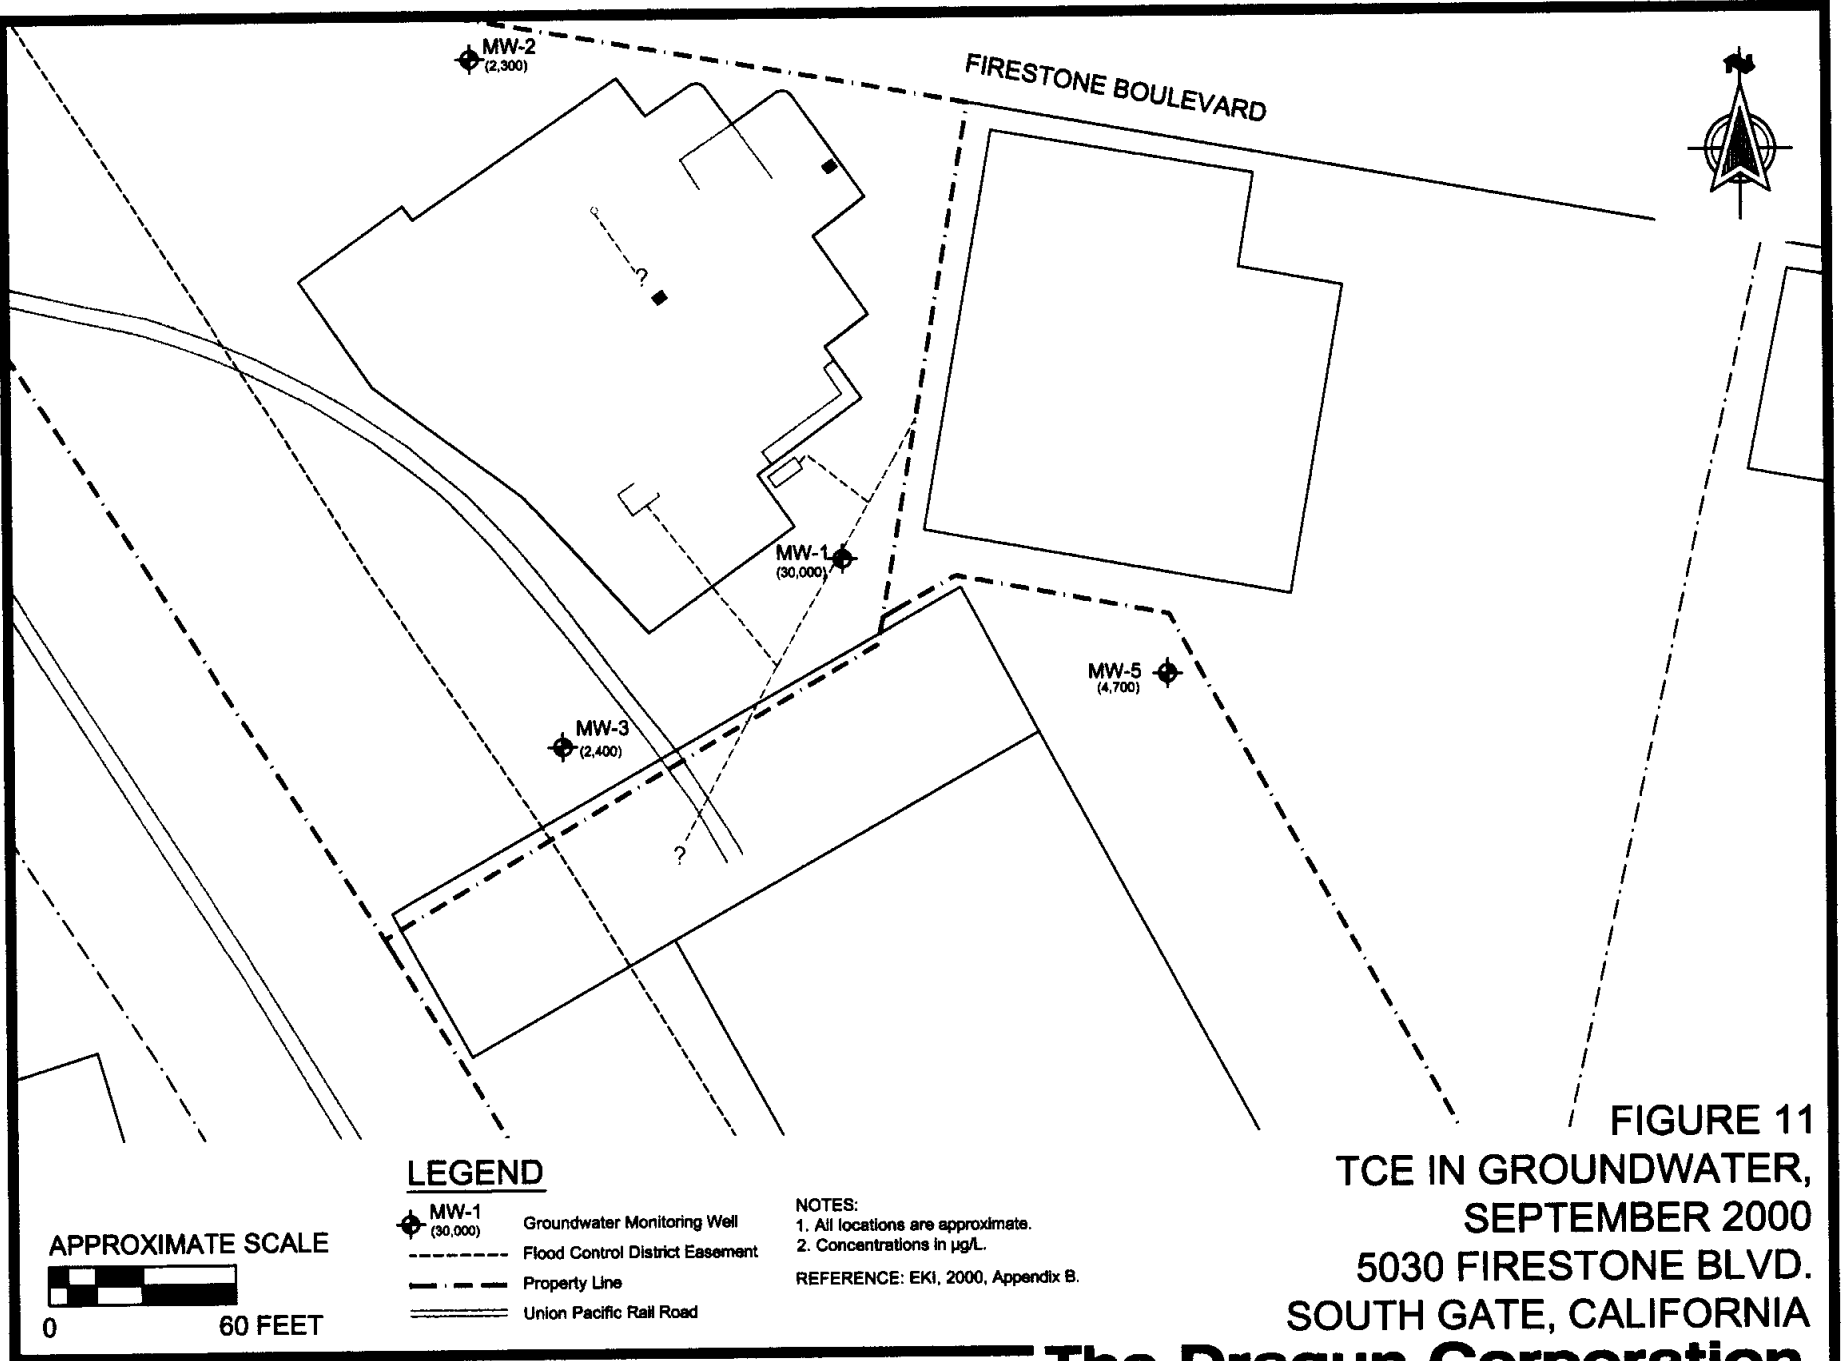 MW-2
(2,300)
FIRESTONE BOULEVARD
N
?
MW-1
(30,000)
MW-5
(4,700)
MW-3
(2,400)
?
FIGURE 11
TCE IN GROUNDWATER,
SEPTEMBER 2000
5030 FIRESTONE BLVD.
SOUTH GATE, CALIFORNIA
The Dragun Corporation
LEGEND
MW-1
(30,000)
Groundwater Monitoring Well
Flood Control District Easement
Property Line
Union Pacific Rail Road
NOTES:
1. All locations are approximate.
2. Concentrations in µg/L.
REFERENCE: EKI, 2000, Appendix B.
APPROXIMATE SCALE
0 60 FEET